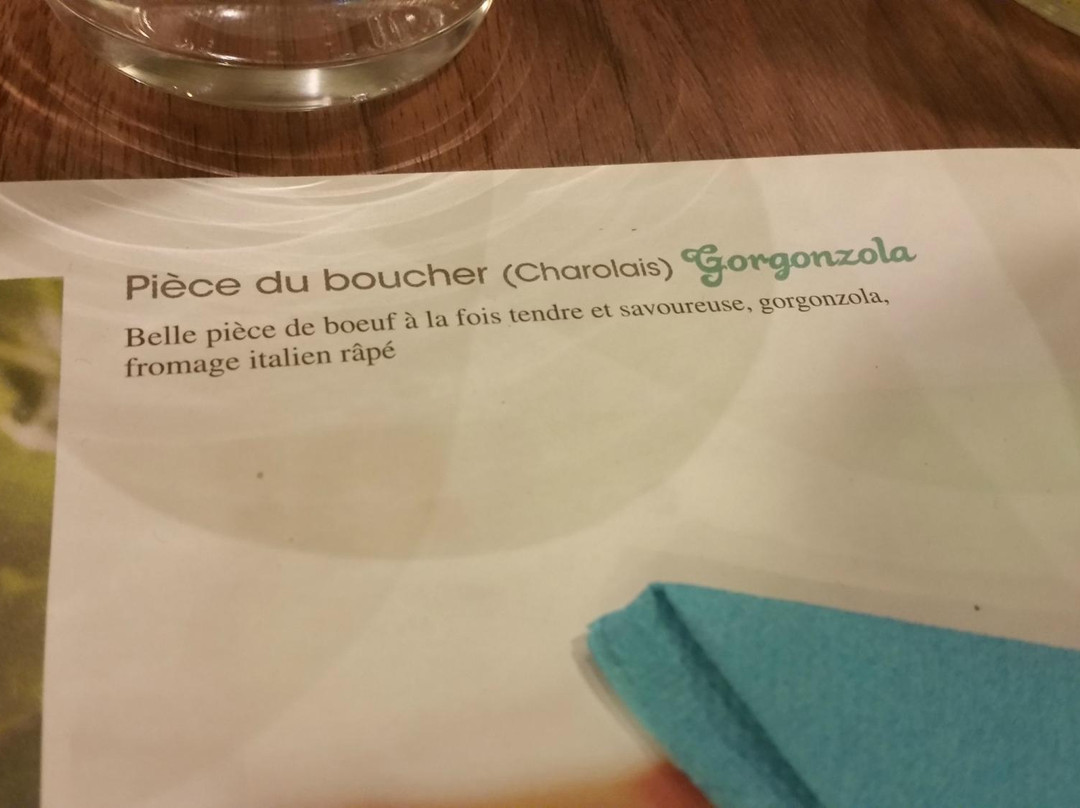 Pièce du boucher (Charolais) Gorgonzola
Belle pièce de boeuf à la fois tendre et savoureuse, gorgonzola,
fromage italien râpé